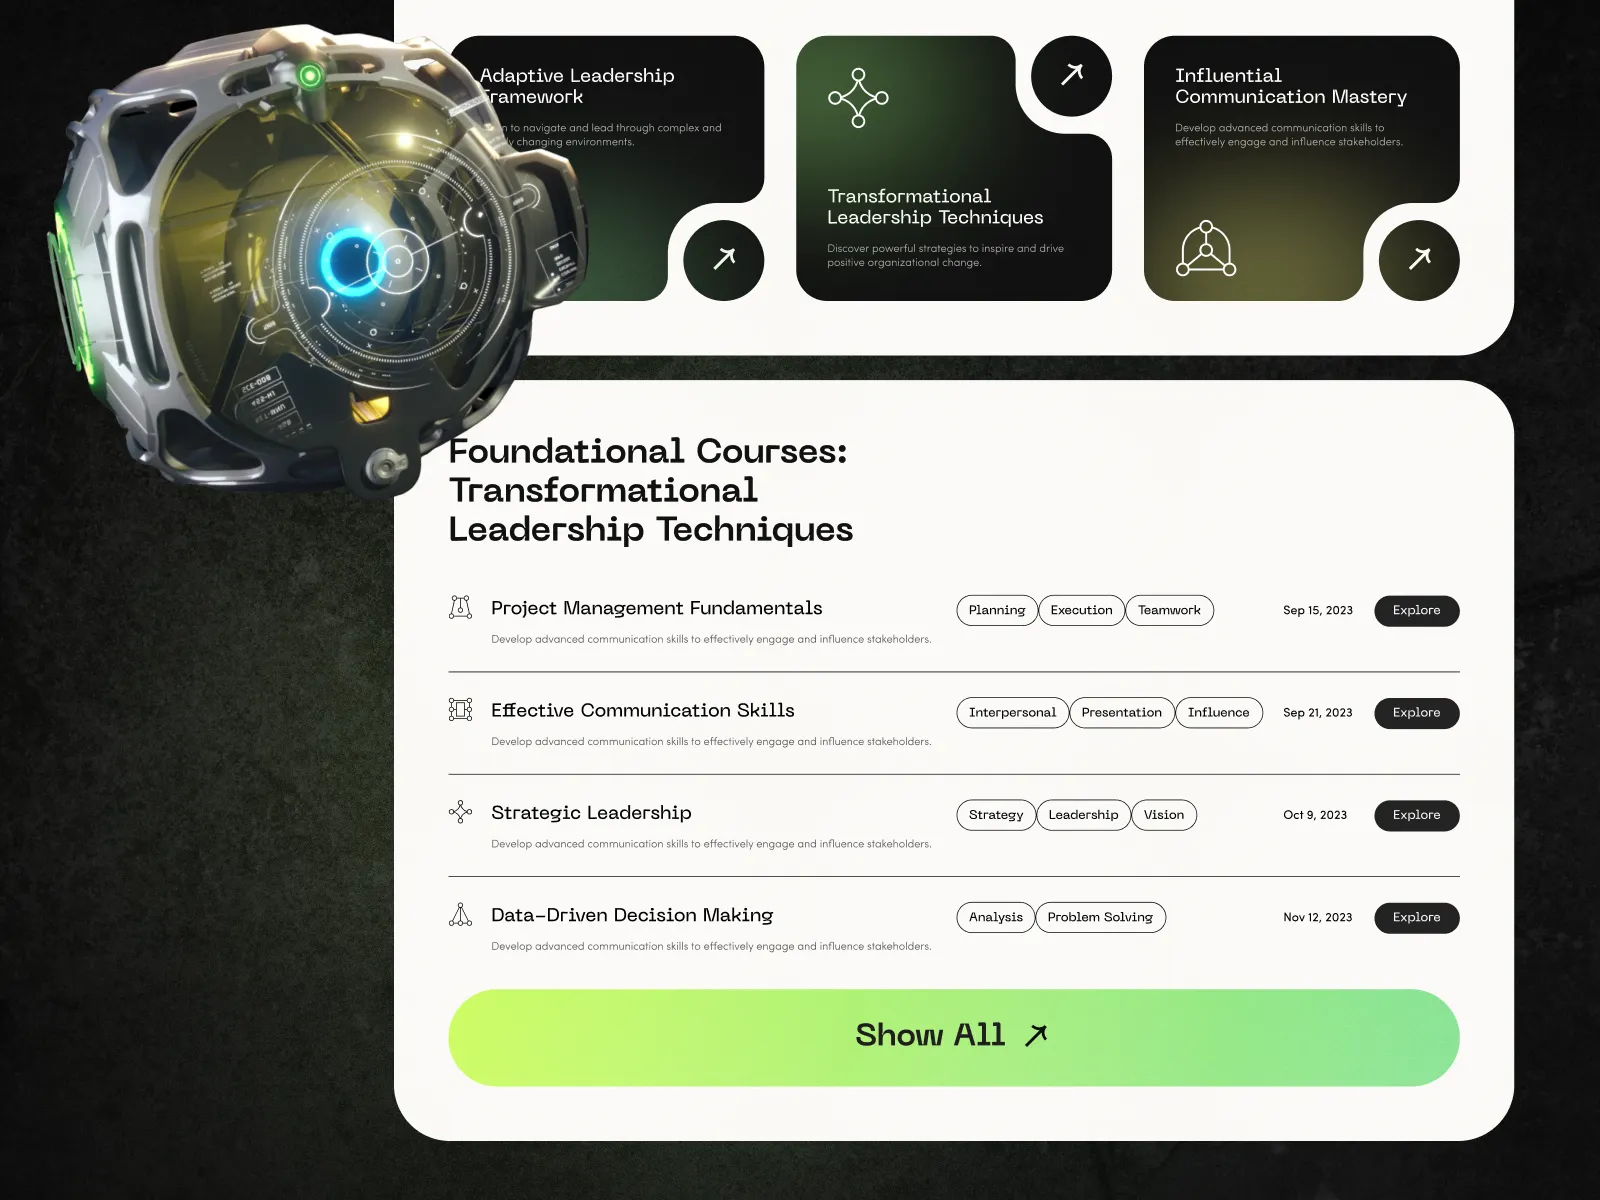 Adaptive Leadership
Framework
to navigate and lead through complex and
changing environments.
Transformational
Leadership Techniques
Discover powerful strategies to inspire and drive
positive organizational change.
Influential
Communication Mastery
Develop advanced communication skills to
effectively engage and influence stakeholders.
Foundational Courses:
Transformational
Leadership Techniques
Project Management Fundamentals
Planning
Execution
Teamwork
Sep 15, 2023
Explore
Develop advanced communication skills to effectively engage and influence stakeholders.
Effective Communication Skills
Interpersonal
Presentation
Influence
Sep 21, 2023
Explore
Develop advanced communication skills to effectively engage and influence stakeholders.
Strategic Leadership
Strategy
Leadership
Vision
Oct 9, 2023
Explore
Develop advanced communication skills to effectively engage and influence stakeholders.
Data-Driven Decision Making
Analysis
Problem Solving
Nov 12, 2023
Explore
Develop advanced communication skills to effectively engage and influence stakeholders.
Show All